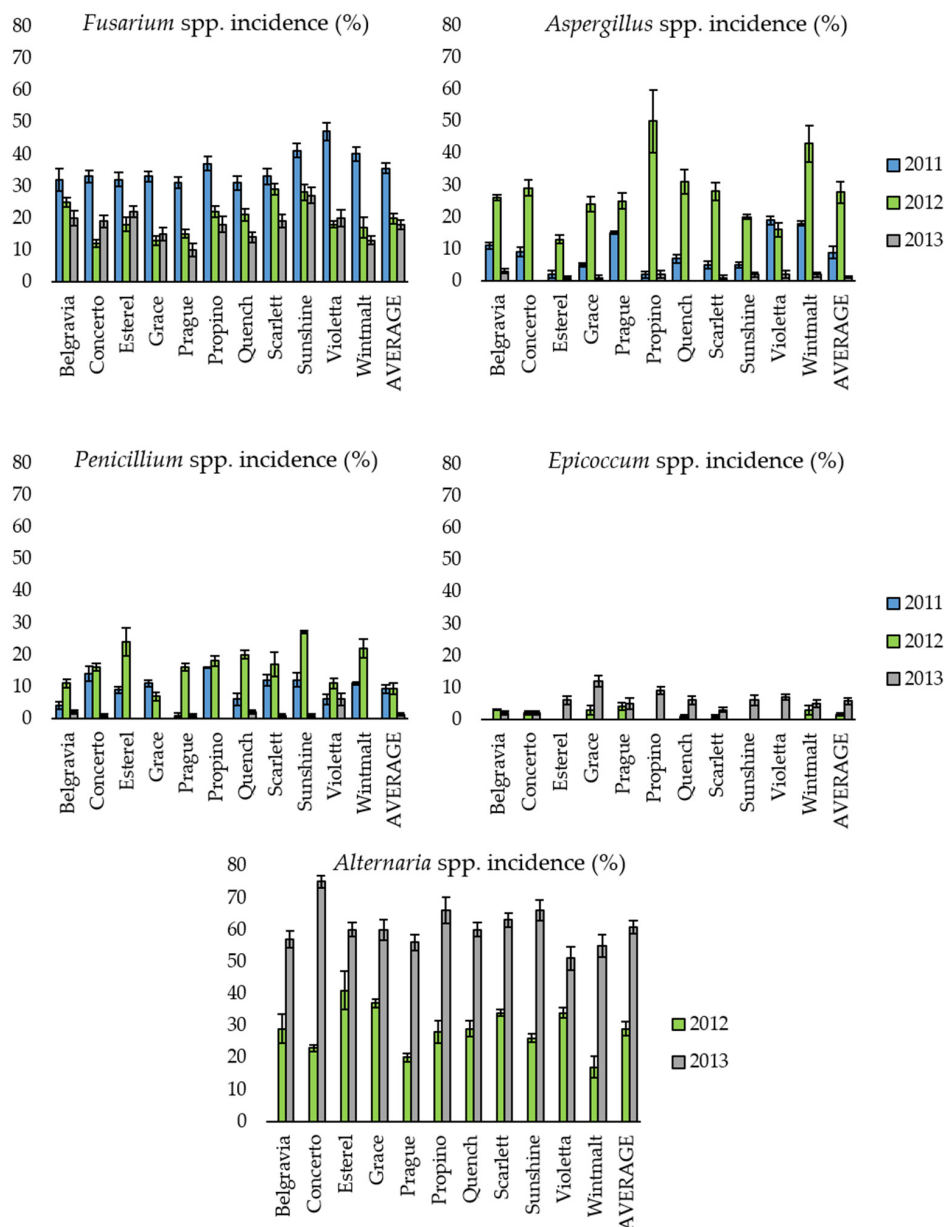 Fusarium spp. incidence (%)
80
70
60
50
40
30
20
10
0
Belgravia
Concerto
Esterel
Grace
Prague
Propino
Quench
Scarlett
Sunshine
Violetta
Wintmalt
AVERAGE
Aspergillus spp. incidence (%)
80
70
60
50
40
30
20
10
0
Belgravia
Concerto
Esterel
Grace
Prague
Propino
Quench
Scarlett
Sunshine
Violetta
Wintmalt
AVERAGE
2011
2012
2013
Penicillium spp. incidence (%)
80
70
60
50
40
30
20
10
0
Belgravia
Concerto
Esterel
Grace
Prague
Propino
Quench
Scarlett
Sunshine
Violetta
Wintmalt
AVERAGE
Epicoccum spp. incidence (%)
80
70
60
50
40
30
20
10
0
Belgravia
Concerto
Esterel
Grace
Prague
Propino
Quench
Scarlett
Sunshine
Violetta
Wintmalt
AVERAGE
2011
2012
2013
Alternaria spp. incidence (%)
80
70
60
50
40
30
20
10
0
Belgravia
Concerto
Esterel
Grace
Prague
Propino
Quench
Scarlett
Sunshine
Violetta
Wintmalt
AVERAGE
2012
2013